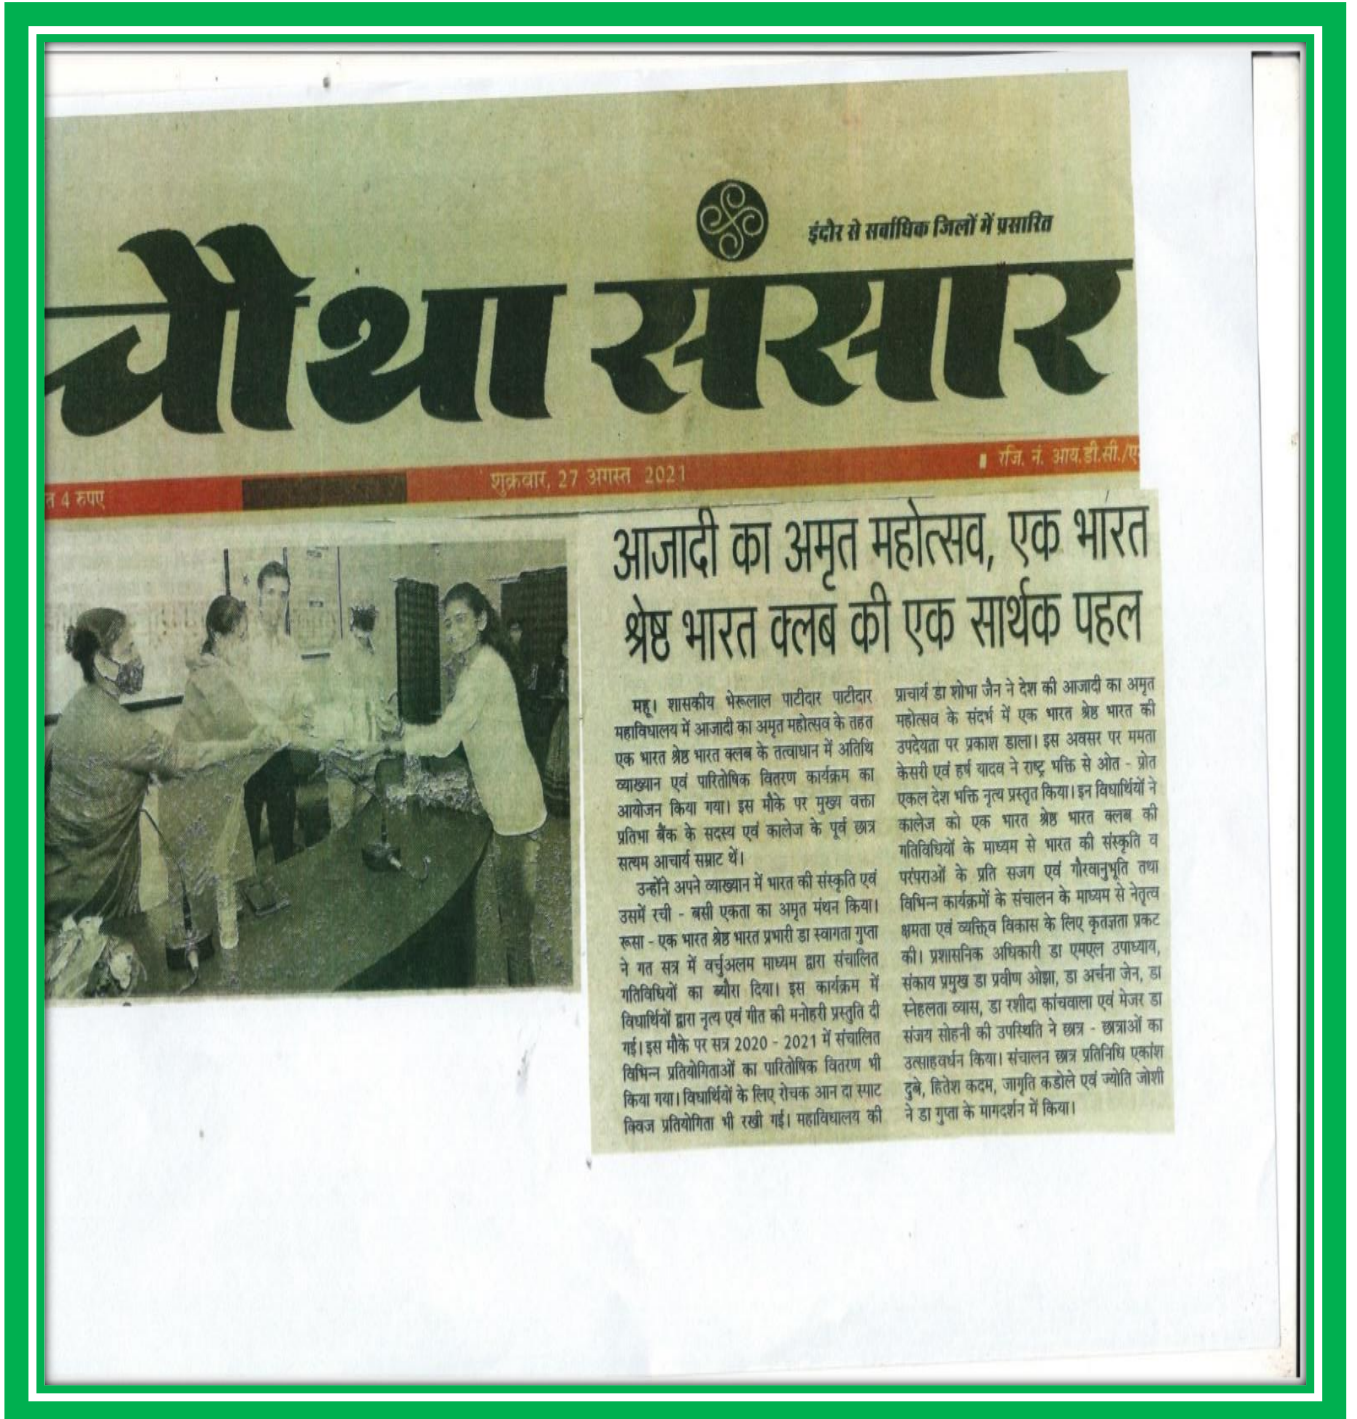 इंदौर से सर्वाधिक जिलों में प्रसारित
चौथा संसार
4 रुपए
शुक्रवार, 27 अगस्त 2021
रजि. नं. आय.डी.सी./ए
आजादी का अमृत महोत्सव, एक भारत
श्रेष्ठ भारत क्लब की एक सार्थक पहल
महू। शासकीय भेरूलाल पाटीदार पाटीदार
महाविधालय में आजादी का अमृत महोत्सव के तहत
एक भारत श्रेष्ठ भारत क्लब के तत्वाधान में अतिथि
व्याख्यान एवं पारितोषिक वितरण कार्यक्रम का
आयोजन किया गया। इस मौके पर मुख्य वक्ता
प्रतिभा बैंक के सदस्य एवं कालेज के पूर्व छात्र
सत्यम आचार्य सम्राट थें।
उन्होंने अपने व्याख्यान में भारत की संस्कृति एवं
उसमें रची - बसी एकता का अमृत मंथन किया।
रूसा - एक भारत श्रेष्ठ भारत प्रभारी डा स्वागता गुप्ता
ने गत सत्र में वर्चुअलम माध्यम द्वारा संचालित
गतिविधियों का ब्यौरा दिया। इस कार्यक्रम में
विधार्थियों द्वारा नृत्य एवं गीत की मनोहरी प्रस्तुति दी
गई। इस मौके पर सत्र 2020 - 2021 में संचालित
विभिन्न प्रतियोगिताओं का पारितोषिक वितरण भी
किया गया। विधार्थियों के लिए रोचक आन दा स्पाट
क्विज प्रतियोगिता भी रखी गई। महाविधालय की
प्राचार्य डा शोभा जैन ने देश की आजादी का अमृत
महोत्सव के संदर्भ में एक भारत श्रेष्ठ भारत की
उपदेयता पर प्रकाश डाला। इस अवसर पर ममता
केसरी एवं हर्ष यादव ने राष्ट्र भक्ति से ओत - प्रोत
एकल देश भक्ति नृत्य प्रस्तृत किया। इन विधार्थियों ने
कालेज को एक भारत श्रेष्ठ भारत क्लब की
गतिविधियों के माध्यम से भारत की संस्कृति व
परंपराओं के प्रति सजग एवं गौरवानुभूति तथा
विभिन्न कार्यक्रमों के संचालन के माध्यम से नेतृत्व
क्षमता एवं व्यक्ति्व विकास के लिए कृतज्ञता प्रकट
की। प्रशासनिक अधिकारी डा एमएल उपाध्याय,
संकाय प्रमुख डा प्रवीण ओझा, डा अर्चना जेन, डा
स्नेहलता व्यास, डा रशीदा कांचवाला एवं मेजर डा
संजय सोहनी की उपस्थिति ने छात्र - छात्राओं का
उत्साहवर्धन किया। संचालन छात्र प्रतिनिधि एकांश
दुबे, हितेश कदम, जागृति कडोले एवं ज्योति जोशी
ने डा गुप्ता के मागदर्शन में किया।